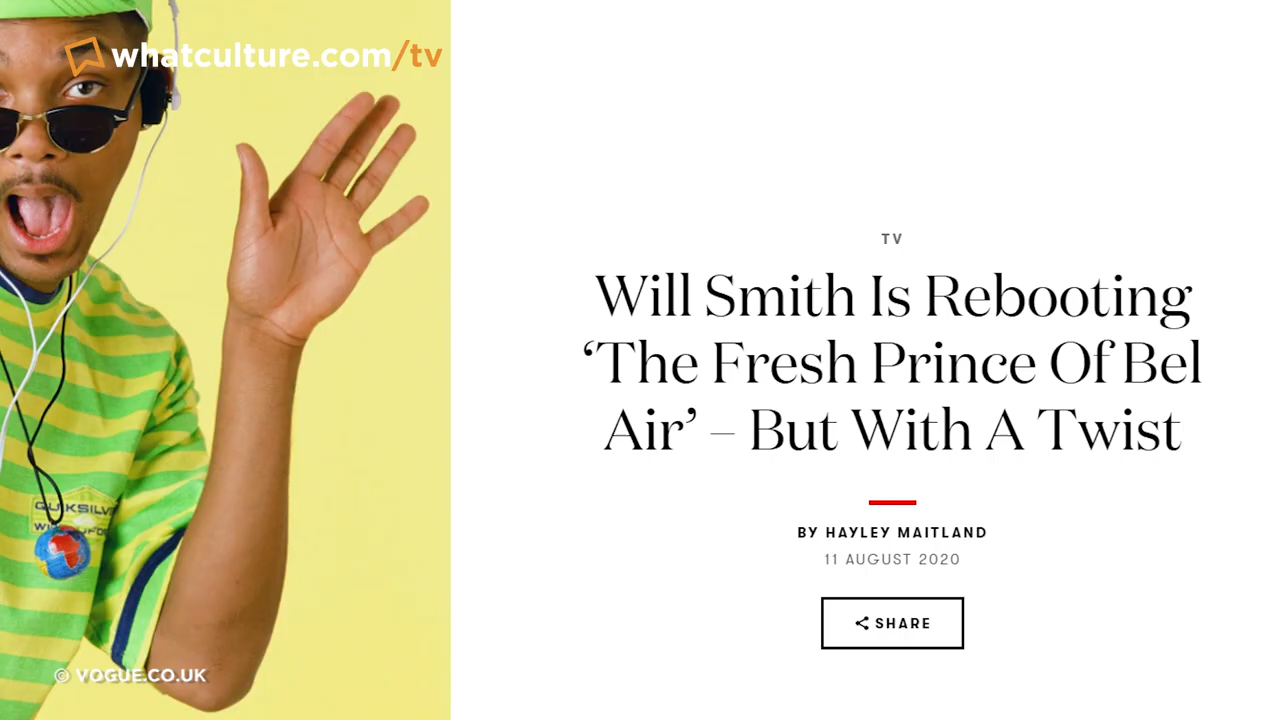 whatculture.com/tv
TV
Will Smith Is Rebooting
‘The Fresh Prince Of Bel
Air’ – But With A Twist
BY HAYLEY MAITLAND
11 AUGUST 2020
SHARE
QUIKSILV
© VOGUE.CO.UK